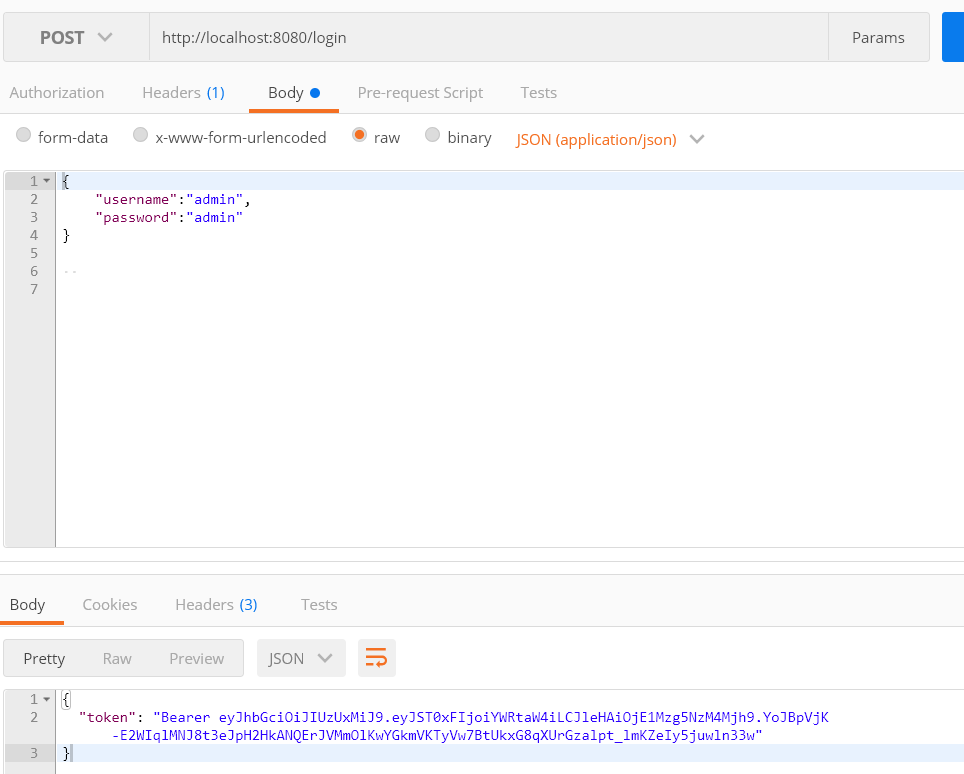 POST http://localhost:8080/login Params
Authorization Headers (1) Body Pre-request Script Tests
form-data x-www-form-urlencoded raw binary JSON (application/json)
1 {
2 "username":"admin",
3 "password":"admin"
4 }
5
6
7
Body Cookies Headers (3) Tests
Pretty Raw Preview JSON
1 {
2 "token": "Bearer eyJhbGciOiJIUzUxMiJ9.eyJST0xFIjoiYWRtaW4iLCJleHAiOjE1Mzg5NzM4Mjh9.YoJBpVjK
-E2WIqlMNJ8t3eJpH2HkANQErJVMmOlKwYGkmVKTyVw7BtUkxG8qXUrGzalpt_lmKZeIy5juwln33w"
3 }